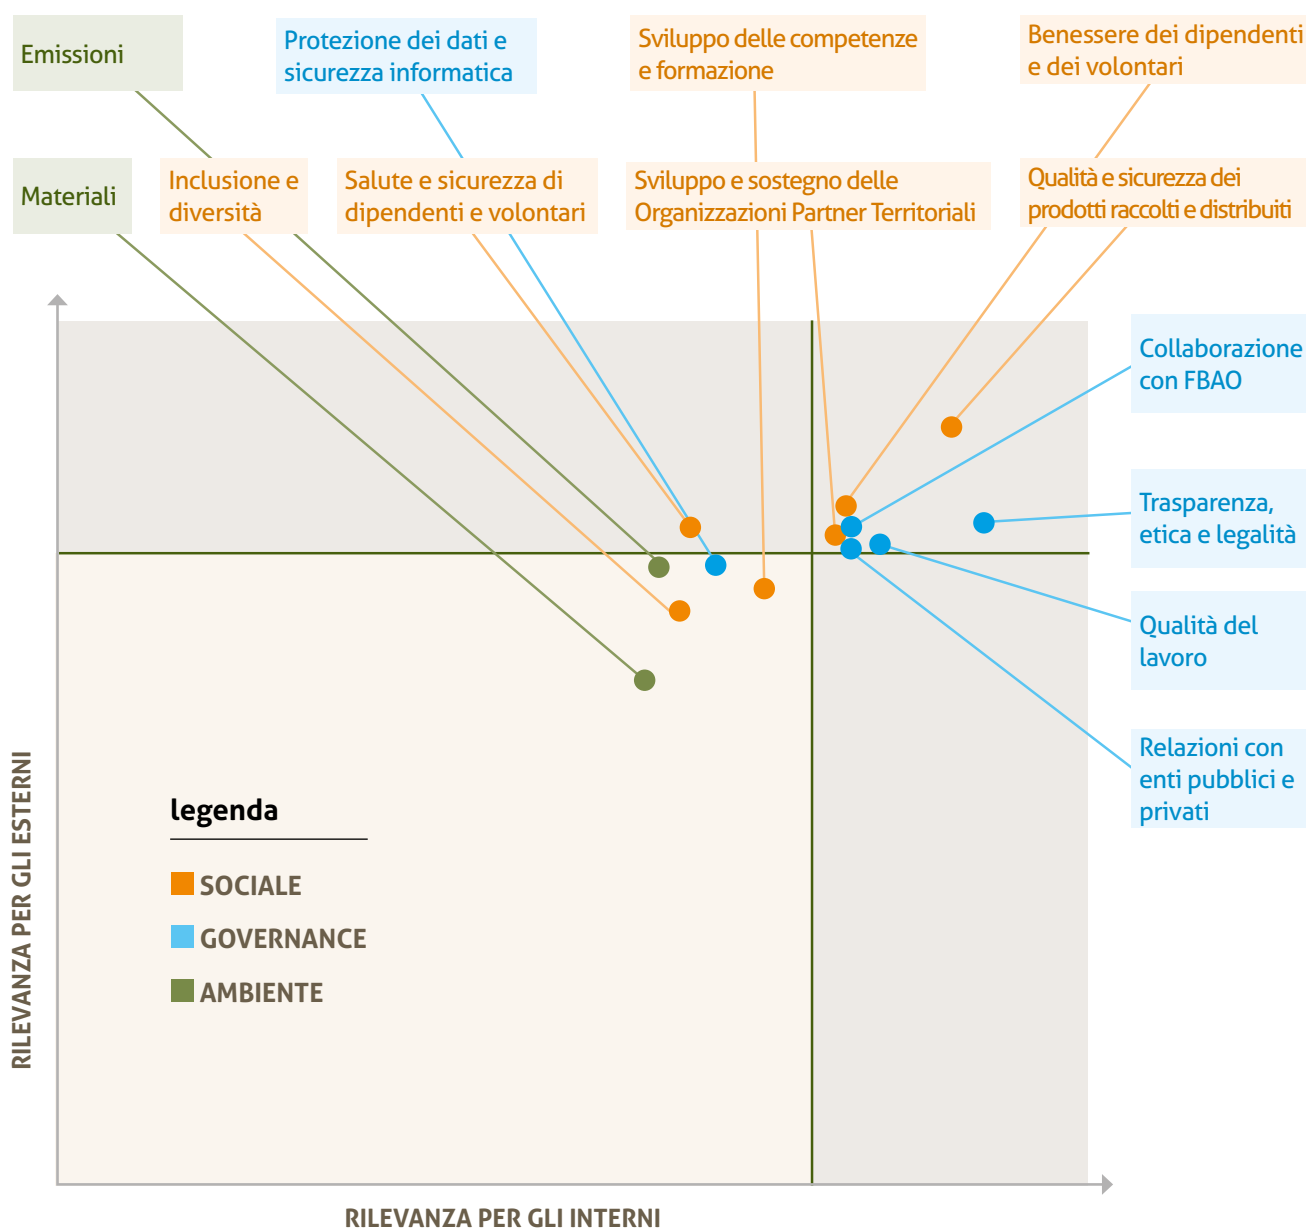 Emissioni
Protezione dei dati e
sicurezza informatica
Sviluppo delle competenze
e formazione
Benessere dei dipendenti
e dei volontari
Materiali
Inclusione e
diversità
Salute e sicurezza di
dipendenti e volontari
Sviluppo e sostegno delle
Organizzazioni Partner Territoriali
Qualità e sicurezza dei
prodotti raccolti e distribuiti
Collaborazione
con FBAO
Trasparenza,
etica e legalità
Qualità del
lavoro
Relazioni con
enti pubblici e
privati
RILEVANZA PER GLI ESTERNI
legenda
SOCIALE
GOVERNANCE
AMBIENTE
RILEVANZA PER GLI INTERNI